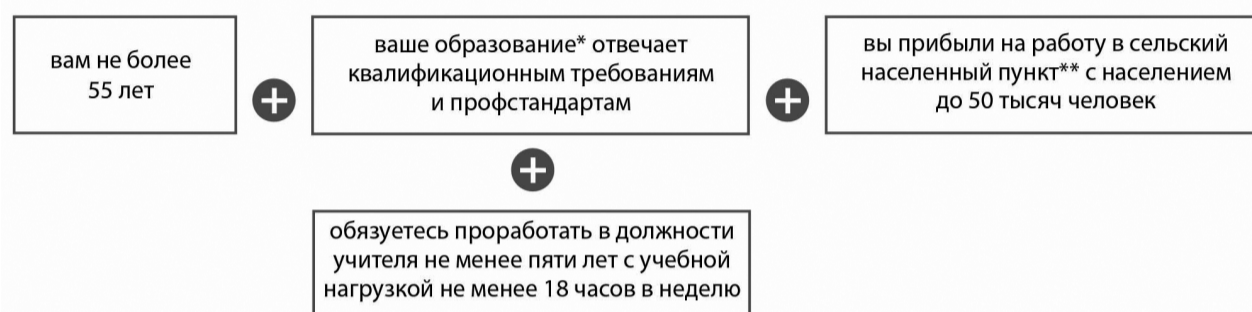 вам не более
55 лет
ваше образование* отвечает
квалификационным требованиям
и профстандартам
вы прибыли на работу в сельский
населенный пункт** с населением
до 50 тысяч человек
обязуетесь проработать в должности
учителя не менее пяти лет с учебной
нагрузкой не менее 18 часов в неделю